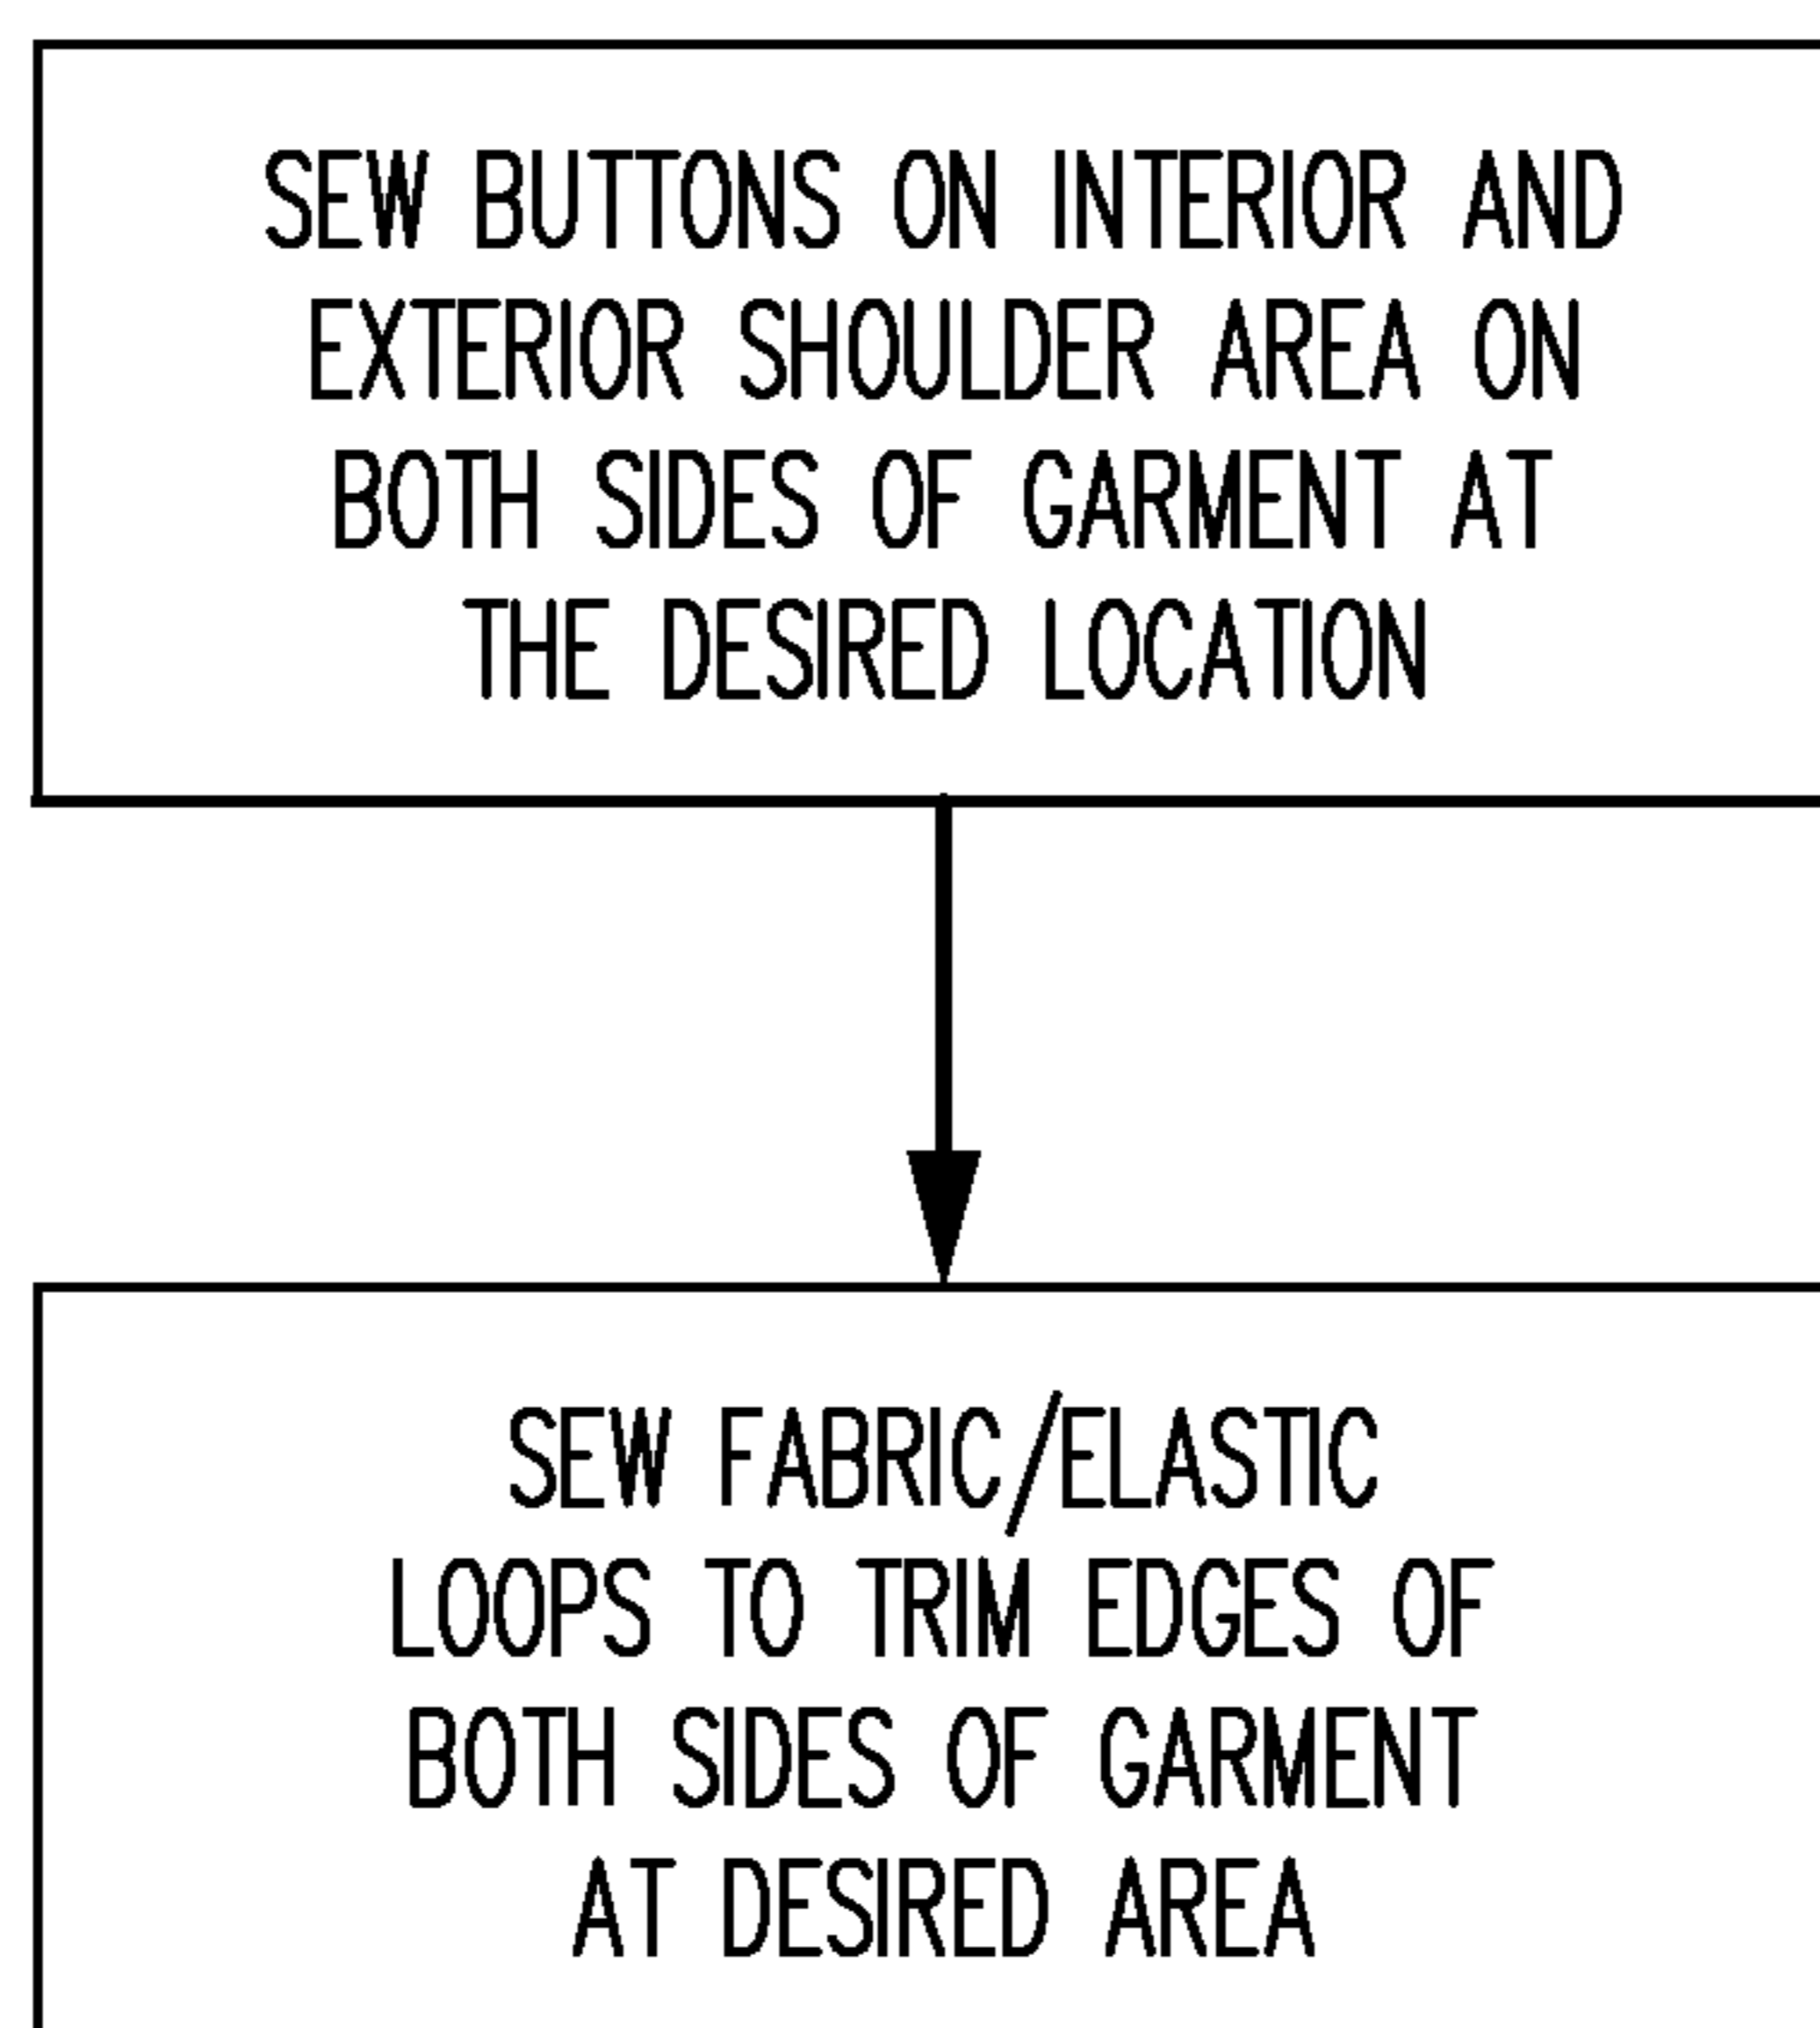 SEW BUTTONS ON INTERIOR AND
EXTERIOR SHOULDER AREA ON
BOTH SIDES OF GARMENT AT
THE DESIRED LOCATION
SEW FABRIC/ELASTIC
LOOPS TO TRIM EDGES OF
BOTH SIDES OF GARMENT
AT DESIRED AREA